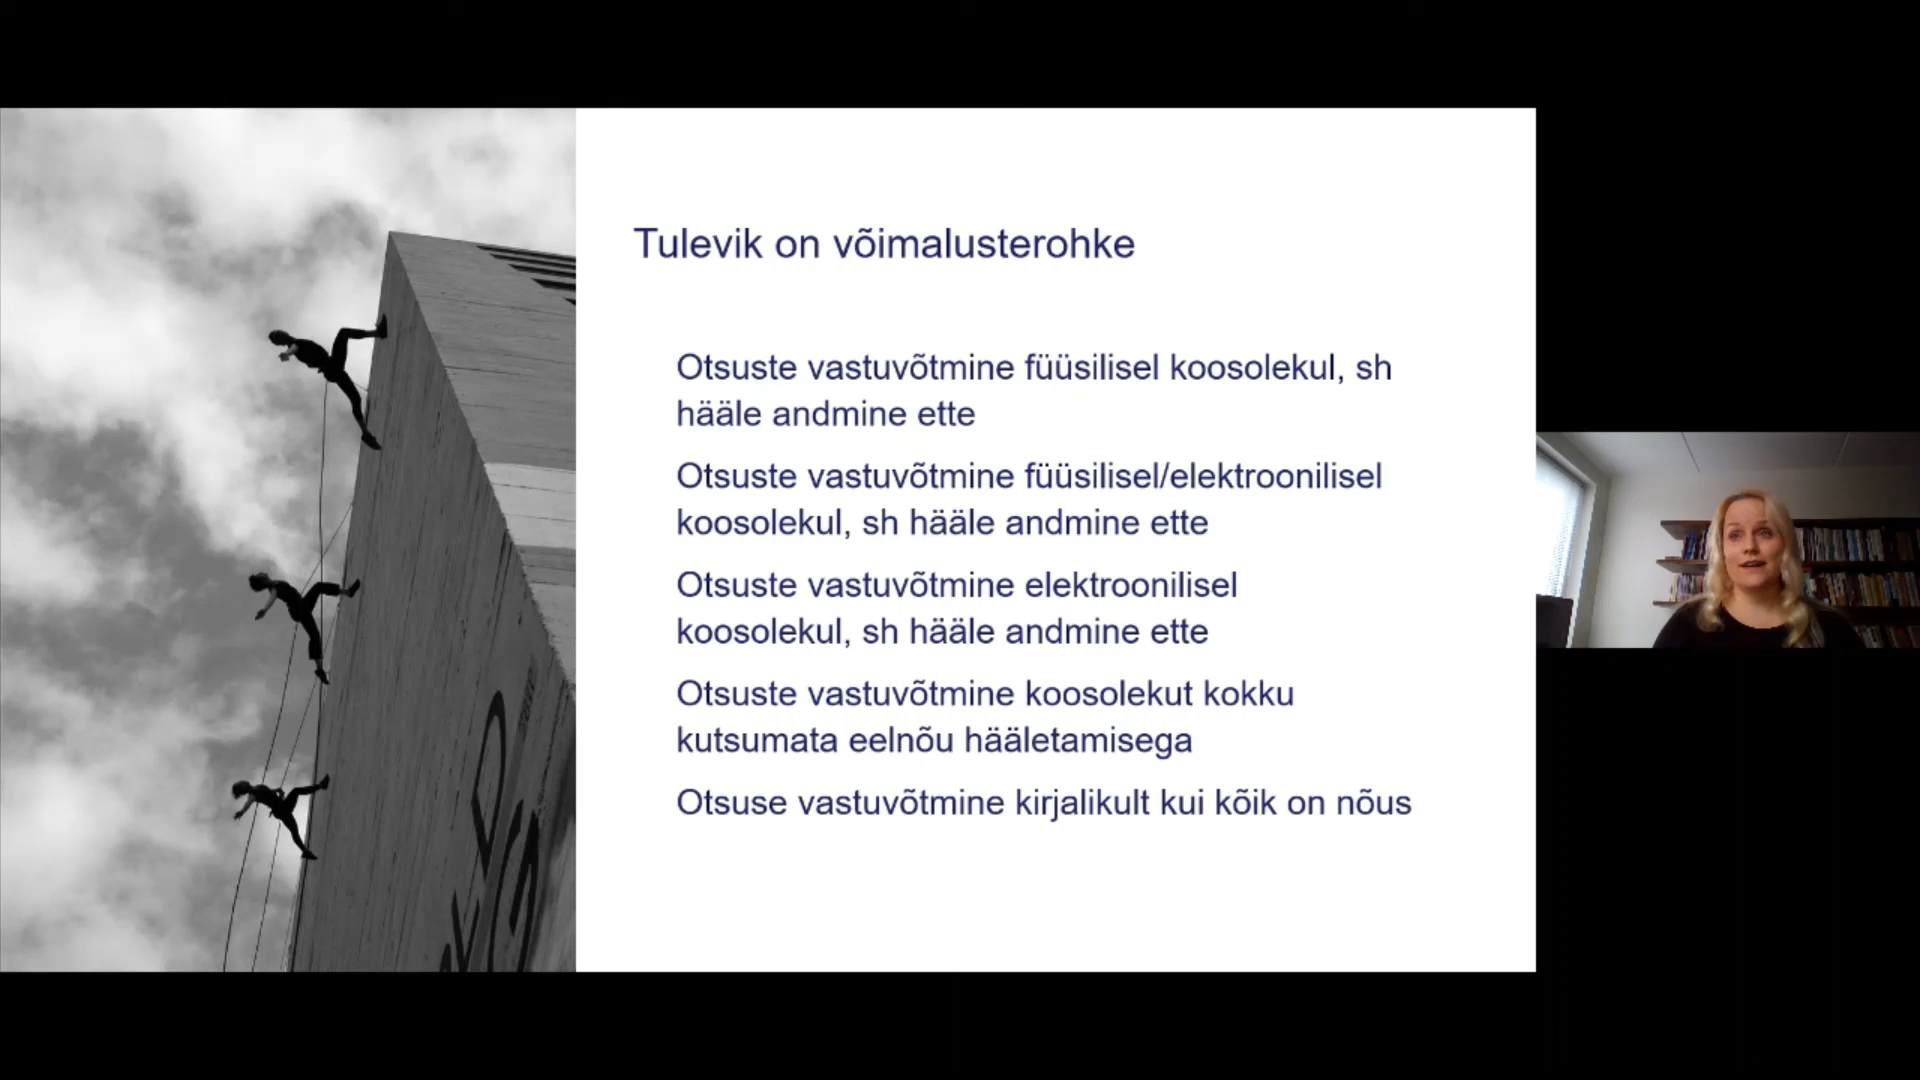 Tulevik on võimalusterohke
Otsuste vastuvõtmine füüsilisel koosolekul, sh
hääle andmine ette
Otsuste vastuvõtmine füüsilisel/elektroonilisel
koosolekul, sh hääle andmine ette
Otsuste vastuvõtmine elektroonilisel
koosolekul, sh hääle andmine ette
Otsuste vastuvõtmine koosolekut kokku
kutsumata eelnõu hääletamisega
Otsuse vastuvõtmine kirjalikult kui kõik on nõus